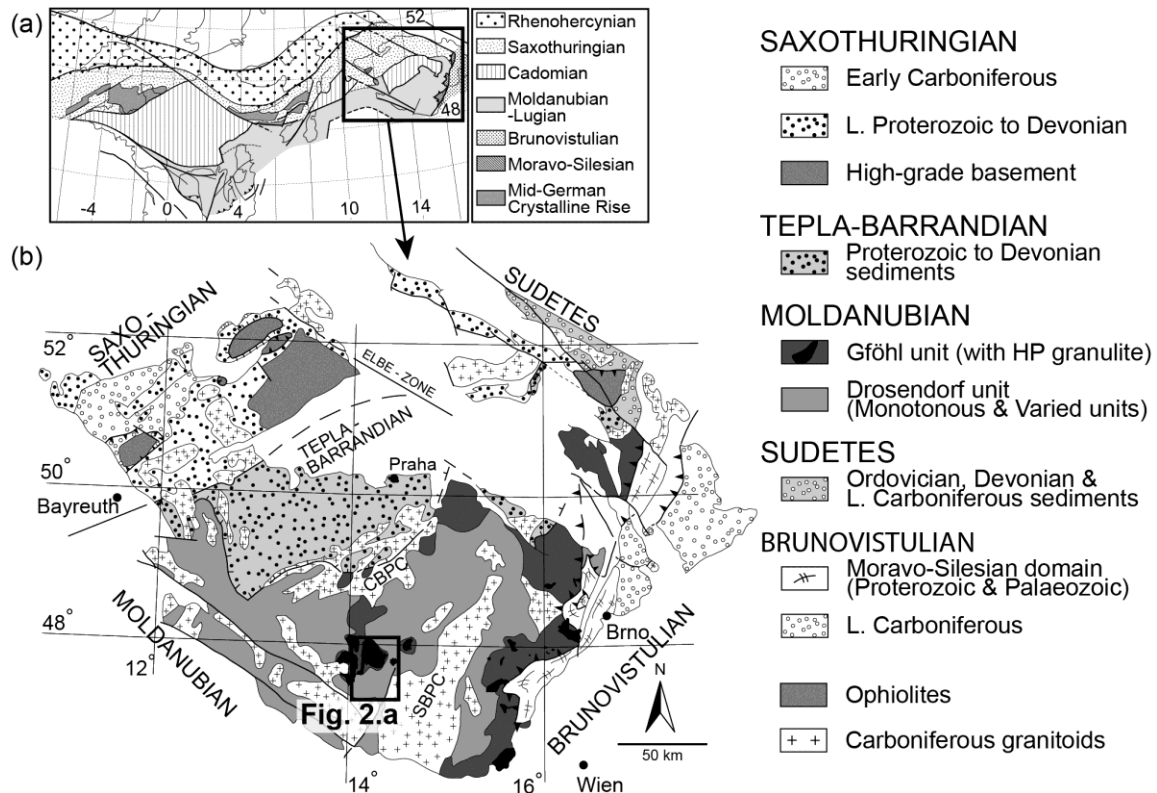 (a)
52
48
-4
0
4
10
14
Rhenohercynian
Saxothuringian
Cadomian
Moldanubian
-Lugian
Brunovistulian
Moravo-Silesian
Mid-German
Crystalline Rise
(b)
SAXO-
THURINGIAN
SUDETES
52°
ELBE - ZONE
TEPLA-
BARRANDIAN
50°
Praha
Bayreuth
CBPC
48°
MOLDANUBIAN
12°
Brno
SBPC
BRUNOVISTULIAN
N
Fig. 2.a
50 km
14°
16°
Wien
SAXOTHURINGIAN
Early Carboniferous
L. Proterozoic to Devonian
High-grade basement
TEPLA-BARRANDIAN
Proterozoic to Devonian
sediments
MOLDANUBIAN
Gföhl unit (with HP granulite)
Drosendorf unit
(Monotonous & Varied units)
SUDETES
Ordovician, Devonian &
L. Carboniferous sediments
BRUNOVISTULIAN
Moravo-Silesian domain
(Proterozoic & Palaeozoic)
L. Carboniferous
Ophiolites
Carboniferous granitoids